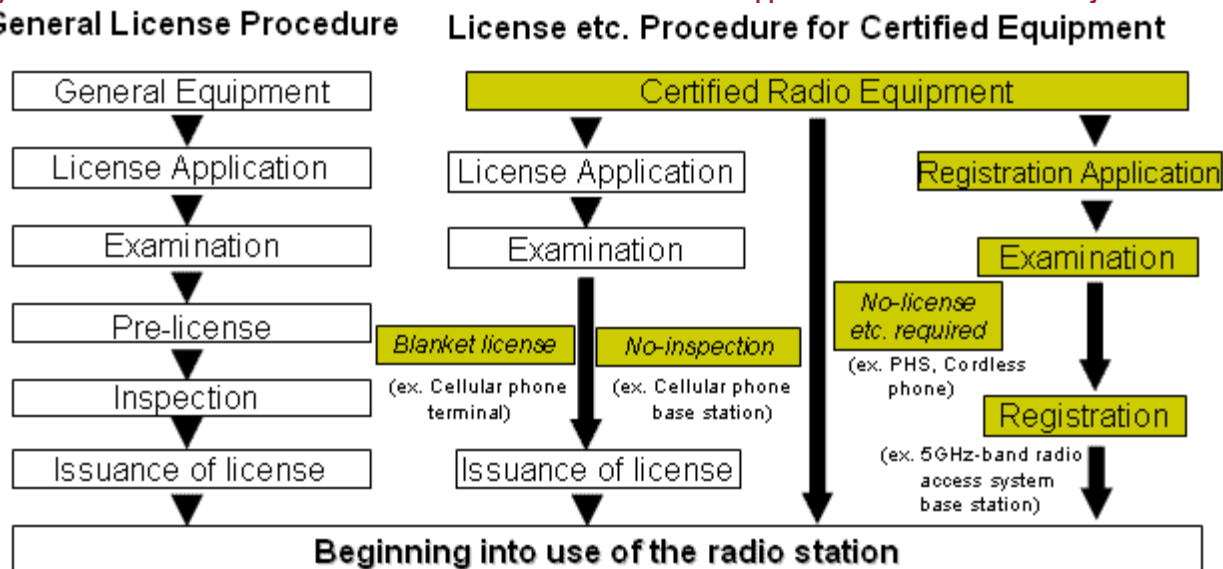 General License Procedure
License etc. Procedure for Certified Equipment
General Equipment
License Application
Examination
Pre-license
Inspection
Issuance of license
Certified Radio Equipment
License Application
Examination
Blanket license
(ex. Cellular phone
terminal)
No-inspection
(ex. Cellular phone
base station)
Issuance of license
No-license
etc. required
(ex. PHS, Cordless
phone)
Registration Application
Examination
Registration
(ex. 5GHz-band radio
access system
base station)
Beginning into use of the radio station